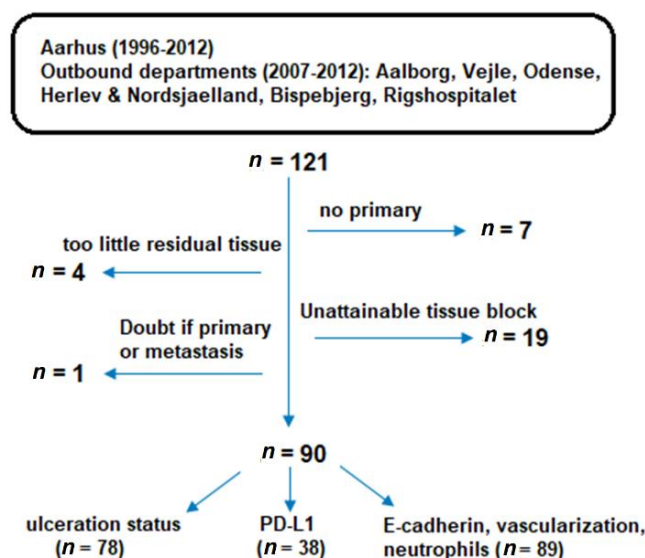 Aarhus (1996-2012)
Outbound departments (2007-2012): Aalborg, Vejle, Odense,
Herlev & Nordsjaelland, Bispebjerg, Rigshospitalet
n = 121
no primary
n = 7
too little residual tissue
n = 4
Unattainable tissue block
n = 19
Doubt if primary
or metastasis
n = 1
n = 90
ulceration status
(n = 78)
PD-L1
(n = 38)
E-cadherin, vascularization,
neutrophils (n = 89)